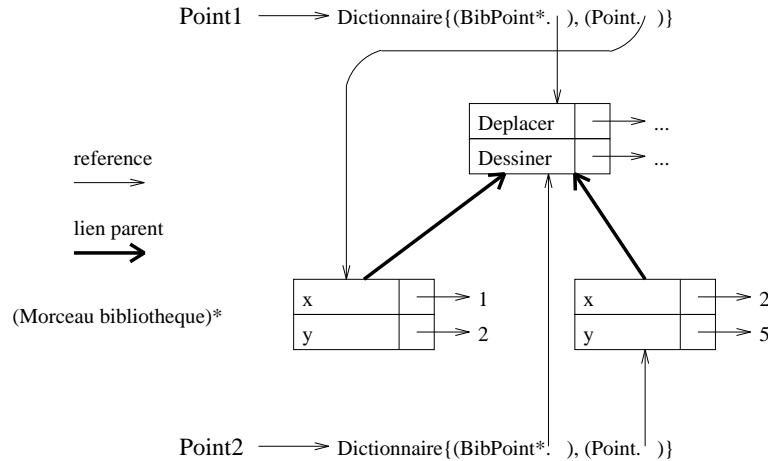 Point1 Dictionnaire{(BibPoint*. ), (Point. )}
Deplacer ...
Dessiner ...
reference
lien parent
(Morceau bibliotheque)*
x 1
y 2
x 2
y 5
Point2 Dictionnaire{(BibPoint*. ), (Point. )}